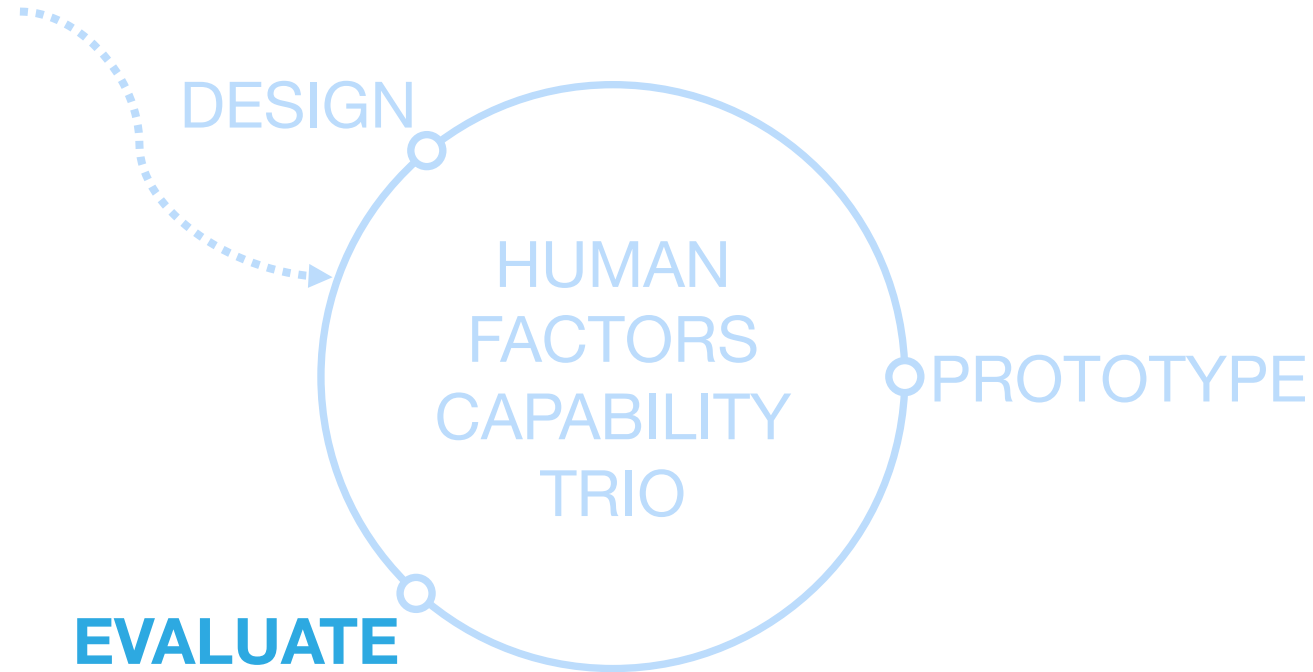 DESIGN
HUMAN
FACTORS
CAPABILITY
TRIO
PROTOTYPE
EVALUATE